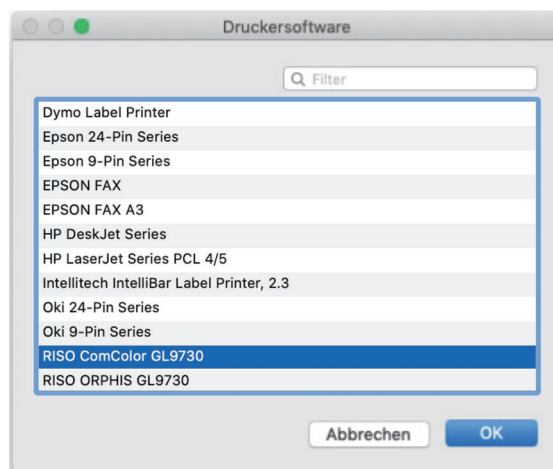 Druckersoftware
Filter
Dymo Label Printer
Epson 24-Pin Series
Epson 9-Pin Series
EPSON FAX
EPSON FAX A3
HP DeskJet Series
HP LaserJet Series PCL 4/5
Intellitech IntelliBar Label Printer, 2.3
Oki 24-Pin Series
Oki 9-Pin Series
RISO ComColor GL9730
RISO ORPHIS GL9730
Abbrechen OK